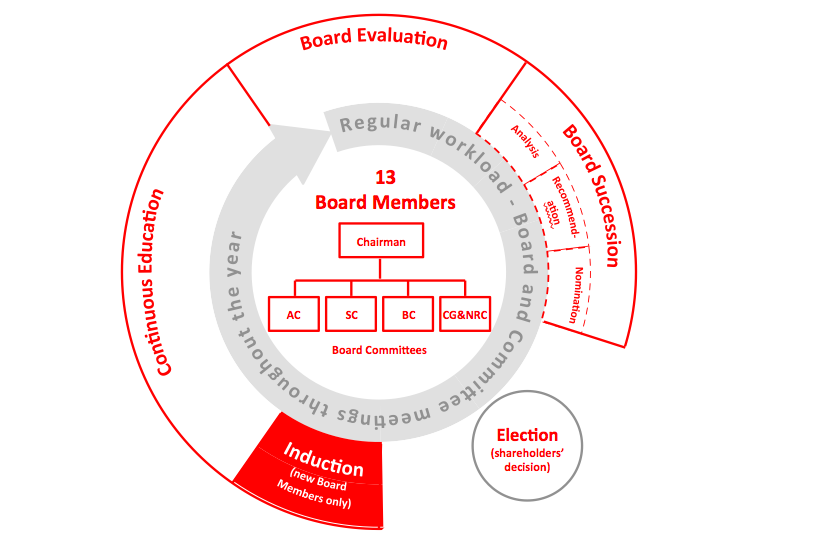 Board Evaluation
Board Succession
Analysis
Recommend-
ation
Nomination
Continuous Education
Regular workload - Board and Committee meetings throughout the year
13
Board Members
Chairman
AC
SC
BC
CG&NRC
Board Committees
Election
(shareholders’
decision)
Induction
(new Board
Members only)